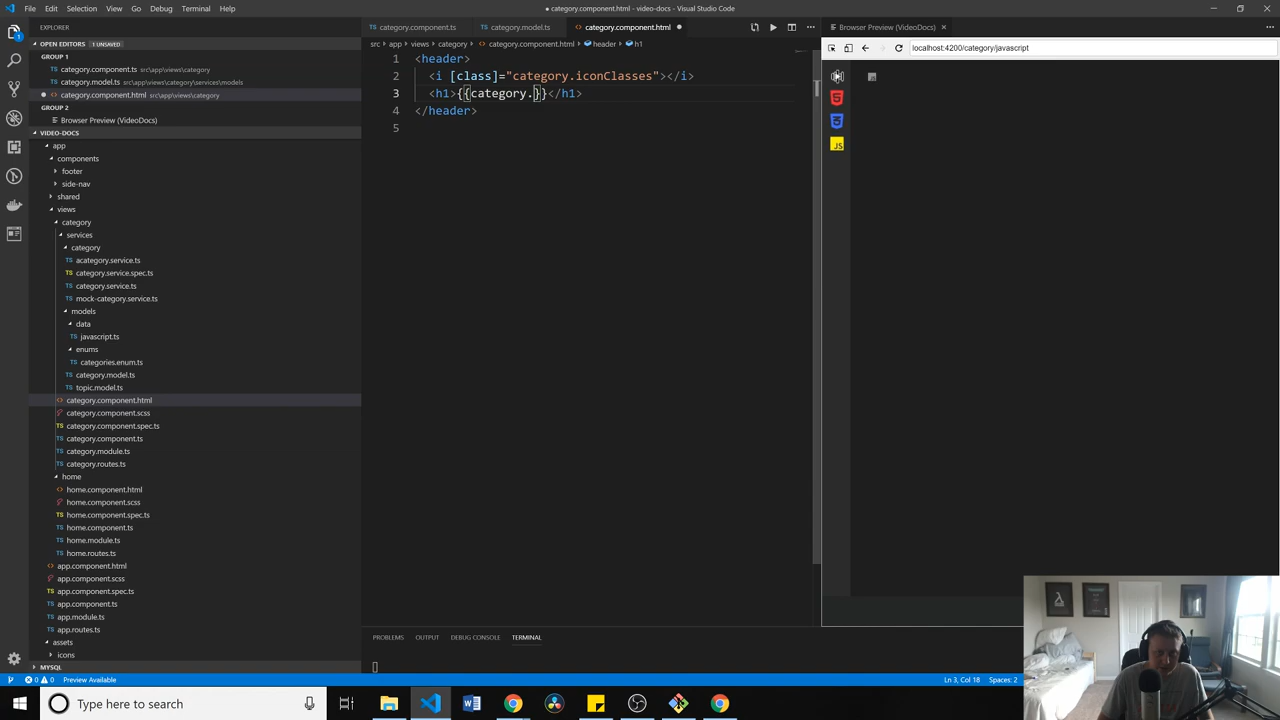 File Edit Selection View Go Debug Terminal Help
● category.component.html - video-docs - Visual Studio Code
EXPLORER
OPEN EDITORS 1 UNSAVED
GROUP 1
TS category.component.ts src\app\views\category
TS category.model.ts src\app\views\category\services\models
● <> category.component.html src\app\views\category
GROUP 2
Browser Preview (VideoDocs)
VIDEO-DOCS
app
components
footer
side-nav
shared
views
category
services
category
TS acategory.service.ts
TS category.service.spec.ts
TS category.service.ts
TS mock-category.service.ts
models
data
TS javascript.ts
enums
TS categories.enum.ts
TS category.model.ts
TS topic.model.ts
<> category.component.html
category.component.scss
TS category.component.spec.ts
TS category.component.ts
TS category.module.ts
TS category.routes.ts
home
<> home.component.html
home.component.scss
TS home.component.spec.ts
TS home.component.ts
TS home.module.ts
TS home.routes.ts
<> app.component.html
app.component.scss
TS app.component.spec.ts
TS app.component.ts
TS app.module.ts
TS app.routes.ts
assets
icons
MYSQL
TS category.component.ts TS category.model.ts <> category.component.html ●
src > app > views > category > <> category.component.html > header > h1
1 <header>
2 <i [class]="category.iconClasses"></i>
3 <h1>{{category.}}</h1>
4 </header>
5
PROBLEMS OUTPUT DEBUG CONSOLE TERMINAL
Browser Preview (VideoDocs) ×
localhost:4200/category/javascript
5
3
JS
0 0 Preview Available Ln 3, Col 18 Spaces: 2
Type here to search